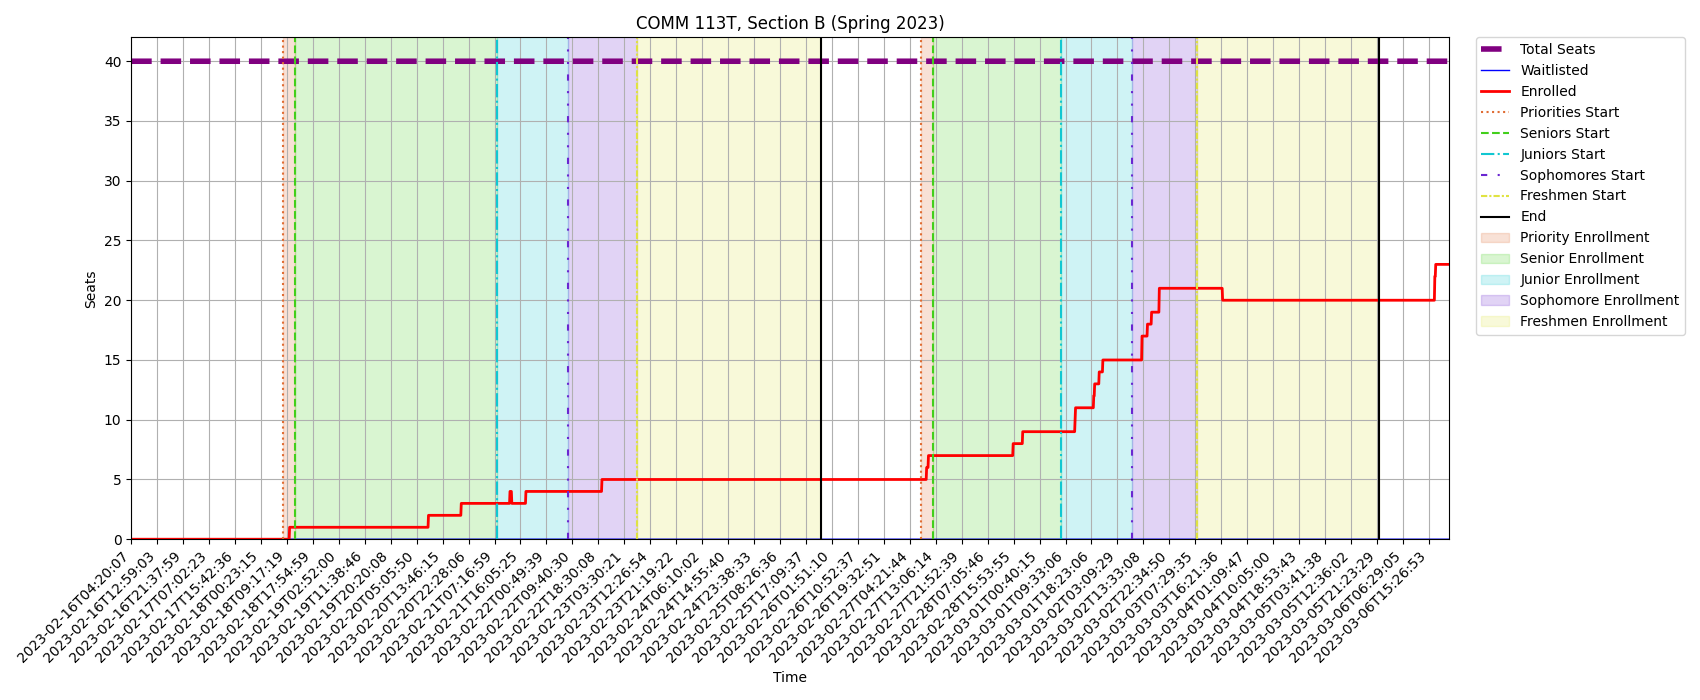 COMM 113T, Section B (Spring 2023)
Seats
40
35
30
25
20
15
10
5
0
2023-02-16T04:20:07
2023-02-16T12:59:03
2023-02-16T21:37:59
2023-02-17T07:02:23
2023-02-17T15:42:36
2023-02-18T00:23:15
2023-02-18T09:17:19
2023-02-18T17:54:59
2023-02-19T02:52:00
2023-02-19T11:38:46
2023-02-19T20:20:08
2023-02-20T05:05:50
2023-02-20T13:46:15
2023-02-20T22:28:06
2023-02-21T07:16:59
2023-02-21T16:05:25
2023-02-22T00:49:39
2023-02-22T09:40:30
2023-02-22T18:30:08
2023-02-23T03:30:21
2023-02-23T12:26:54
2023-02-23T21:19:22
2023-02-24T06:10:02
2023-02-24T14:55:40
2023-02-24T23:38:33
2023-02-25T08:26:36
2023-02-25T17:09:37
2023-02-26T01:51:10
2023-02-26T10:52:37
2023-02-26T19:32:51
2023-02-27T04:21:44
2023-02-27T13:06:14
2023-02-27T21:52:39
2023-02-28T07:05:46
2023-02-28T15:53:55
2023-03-01T00:40:15
2023-03-01T09:33:06
2023-03-01T18:23:06
2023-03-02T03:09:29
2023-03-02T13:33:08
2023-03-02T22:34:50
2023-03-03T07:29:35
2023-03-03T16:21:36
2023-03-04T01:09:47
2023-03-04T10:05:00
2023-03-04T18:53:43
2023-03-05T03:41:38
2023-03-05T12:36:02
2023-03-05T21:23:29
2023-03-06T06:29:05
2023-03-06T15:26:53
Time
Total Seats
Waitlisted
Enrolled
Priorities Start
Seniors Start
Juniors Start
Sophomores Start
Freshmen Start
End
Priority Enrollment
Senior Enrollment
Junior Enrollment
Sophomore Enrollment
Freshmen Enrollment